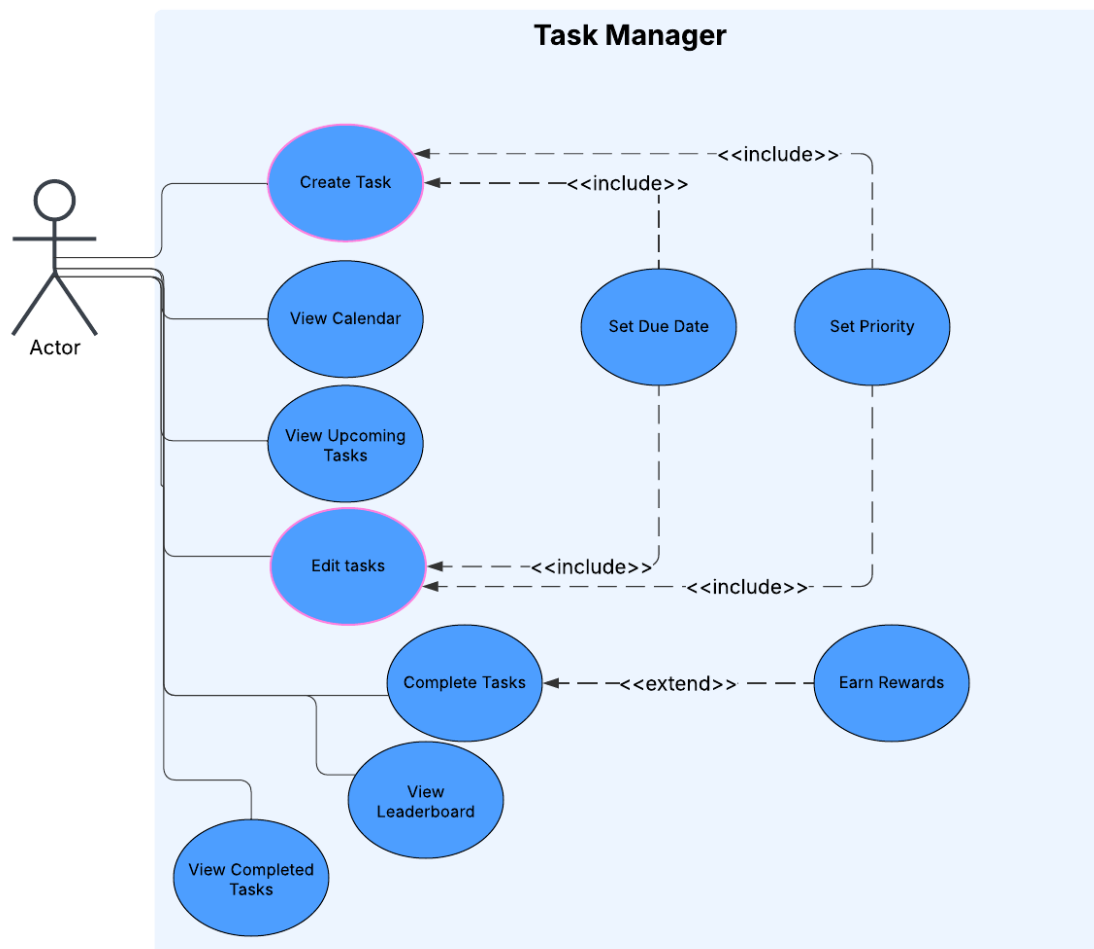 Task Manager
Create Task
<<include>>
<<include>>
Actor
View Calendar
Set Due Date
Set Priority
View Upcoming
Tasks
Edit tasks
<<include>>
<<include>>
Complete Tasks
<<extend>>
Earn Rewards
View
Leaderboard
View Completed
Tasks